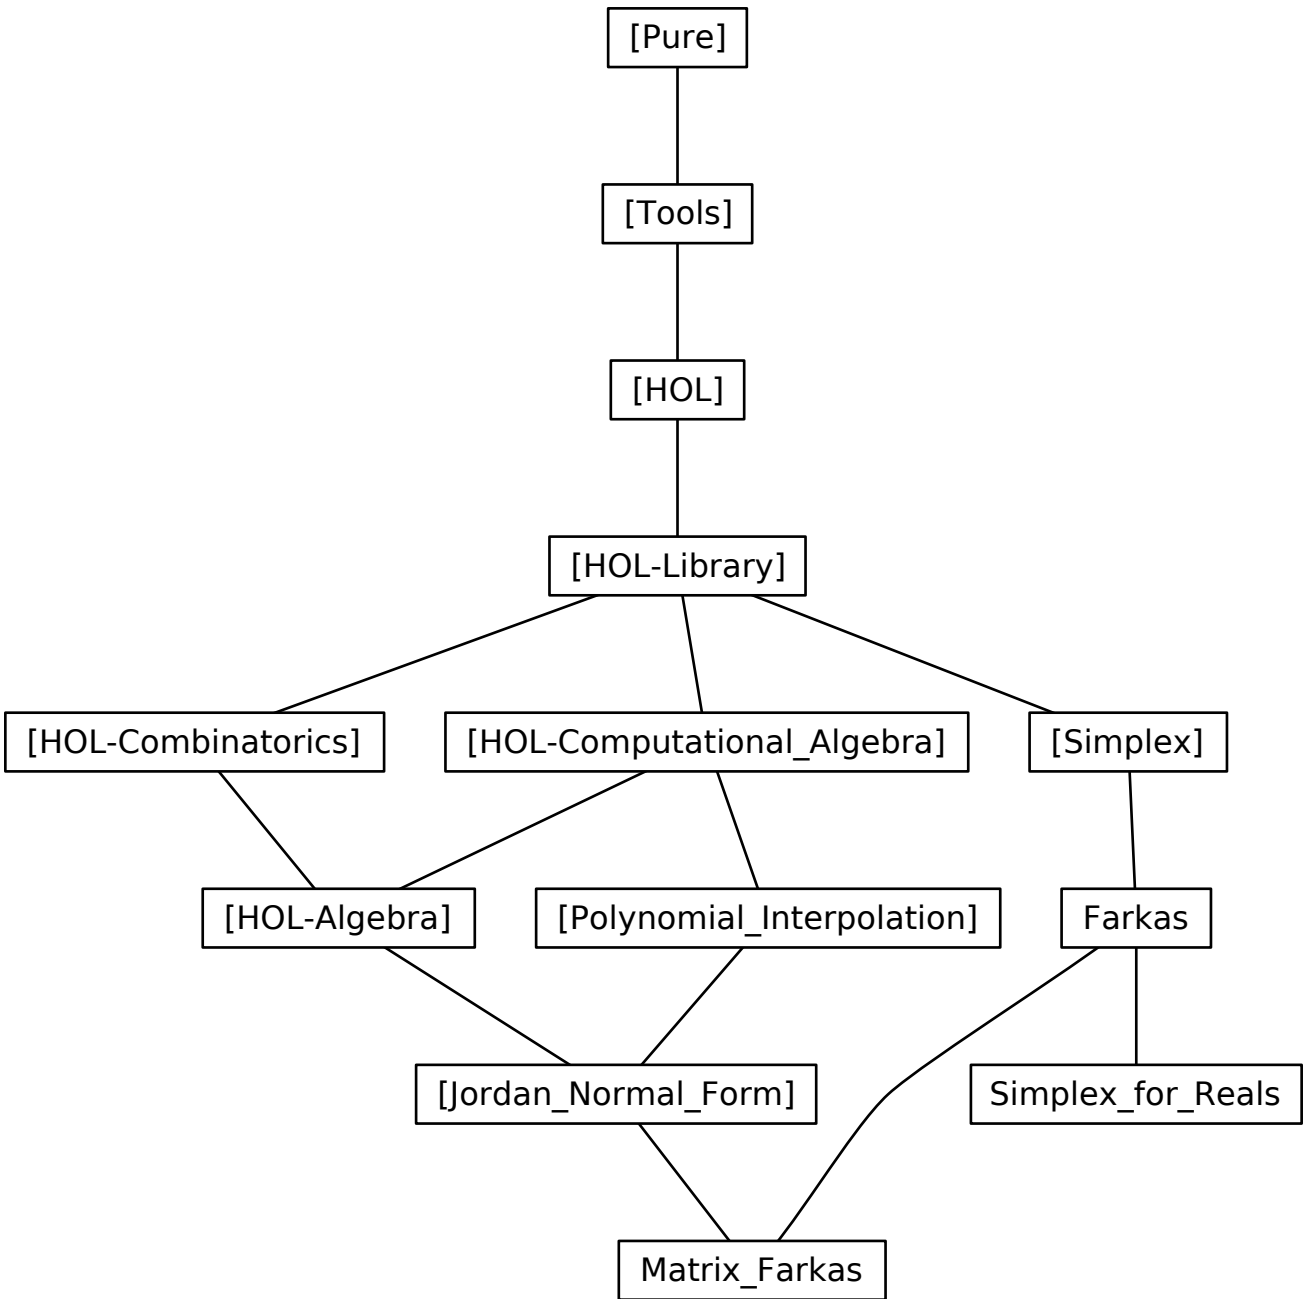 [Pure]
[Tools]
[HOL]
[HOL-Library]
[HOL-Combinatorics]
[HOL-Computational_Algebra]
[Simplex]
[HOL-Algebra]
[Polynomial_Interpolation]
Farkas
[Jordan_Normal_Form]
Simplex_for_Reals
Matrix_Farkas